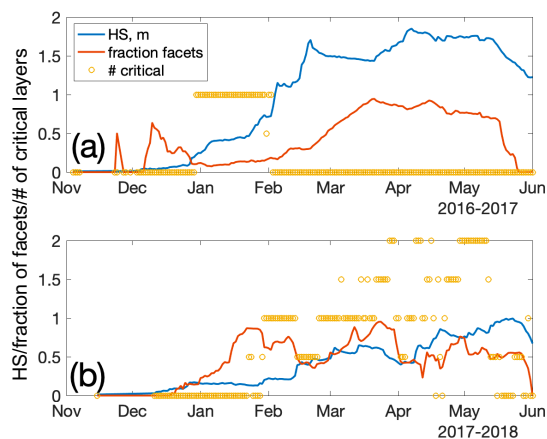 HS/fraction of facets/# of critical layers
2
1.5
1
0.5
0
HS, m
fraction facets
# critical
(a)
Nov Dec Jan Feb Mar Apr May Jun
2016-2017
2
1.5
1
0.5
0
(b)
Nov Dec Jan Feb Mar Apr May Jun
2017-2018